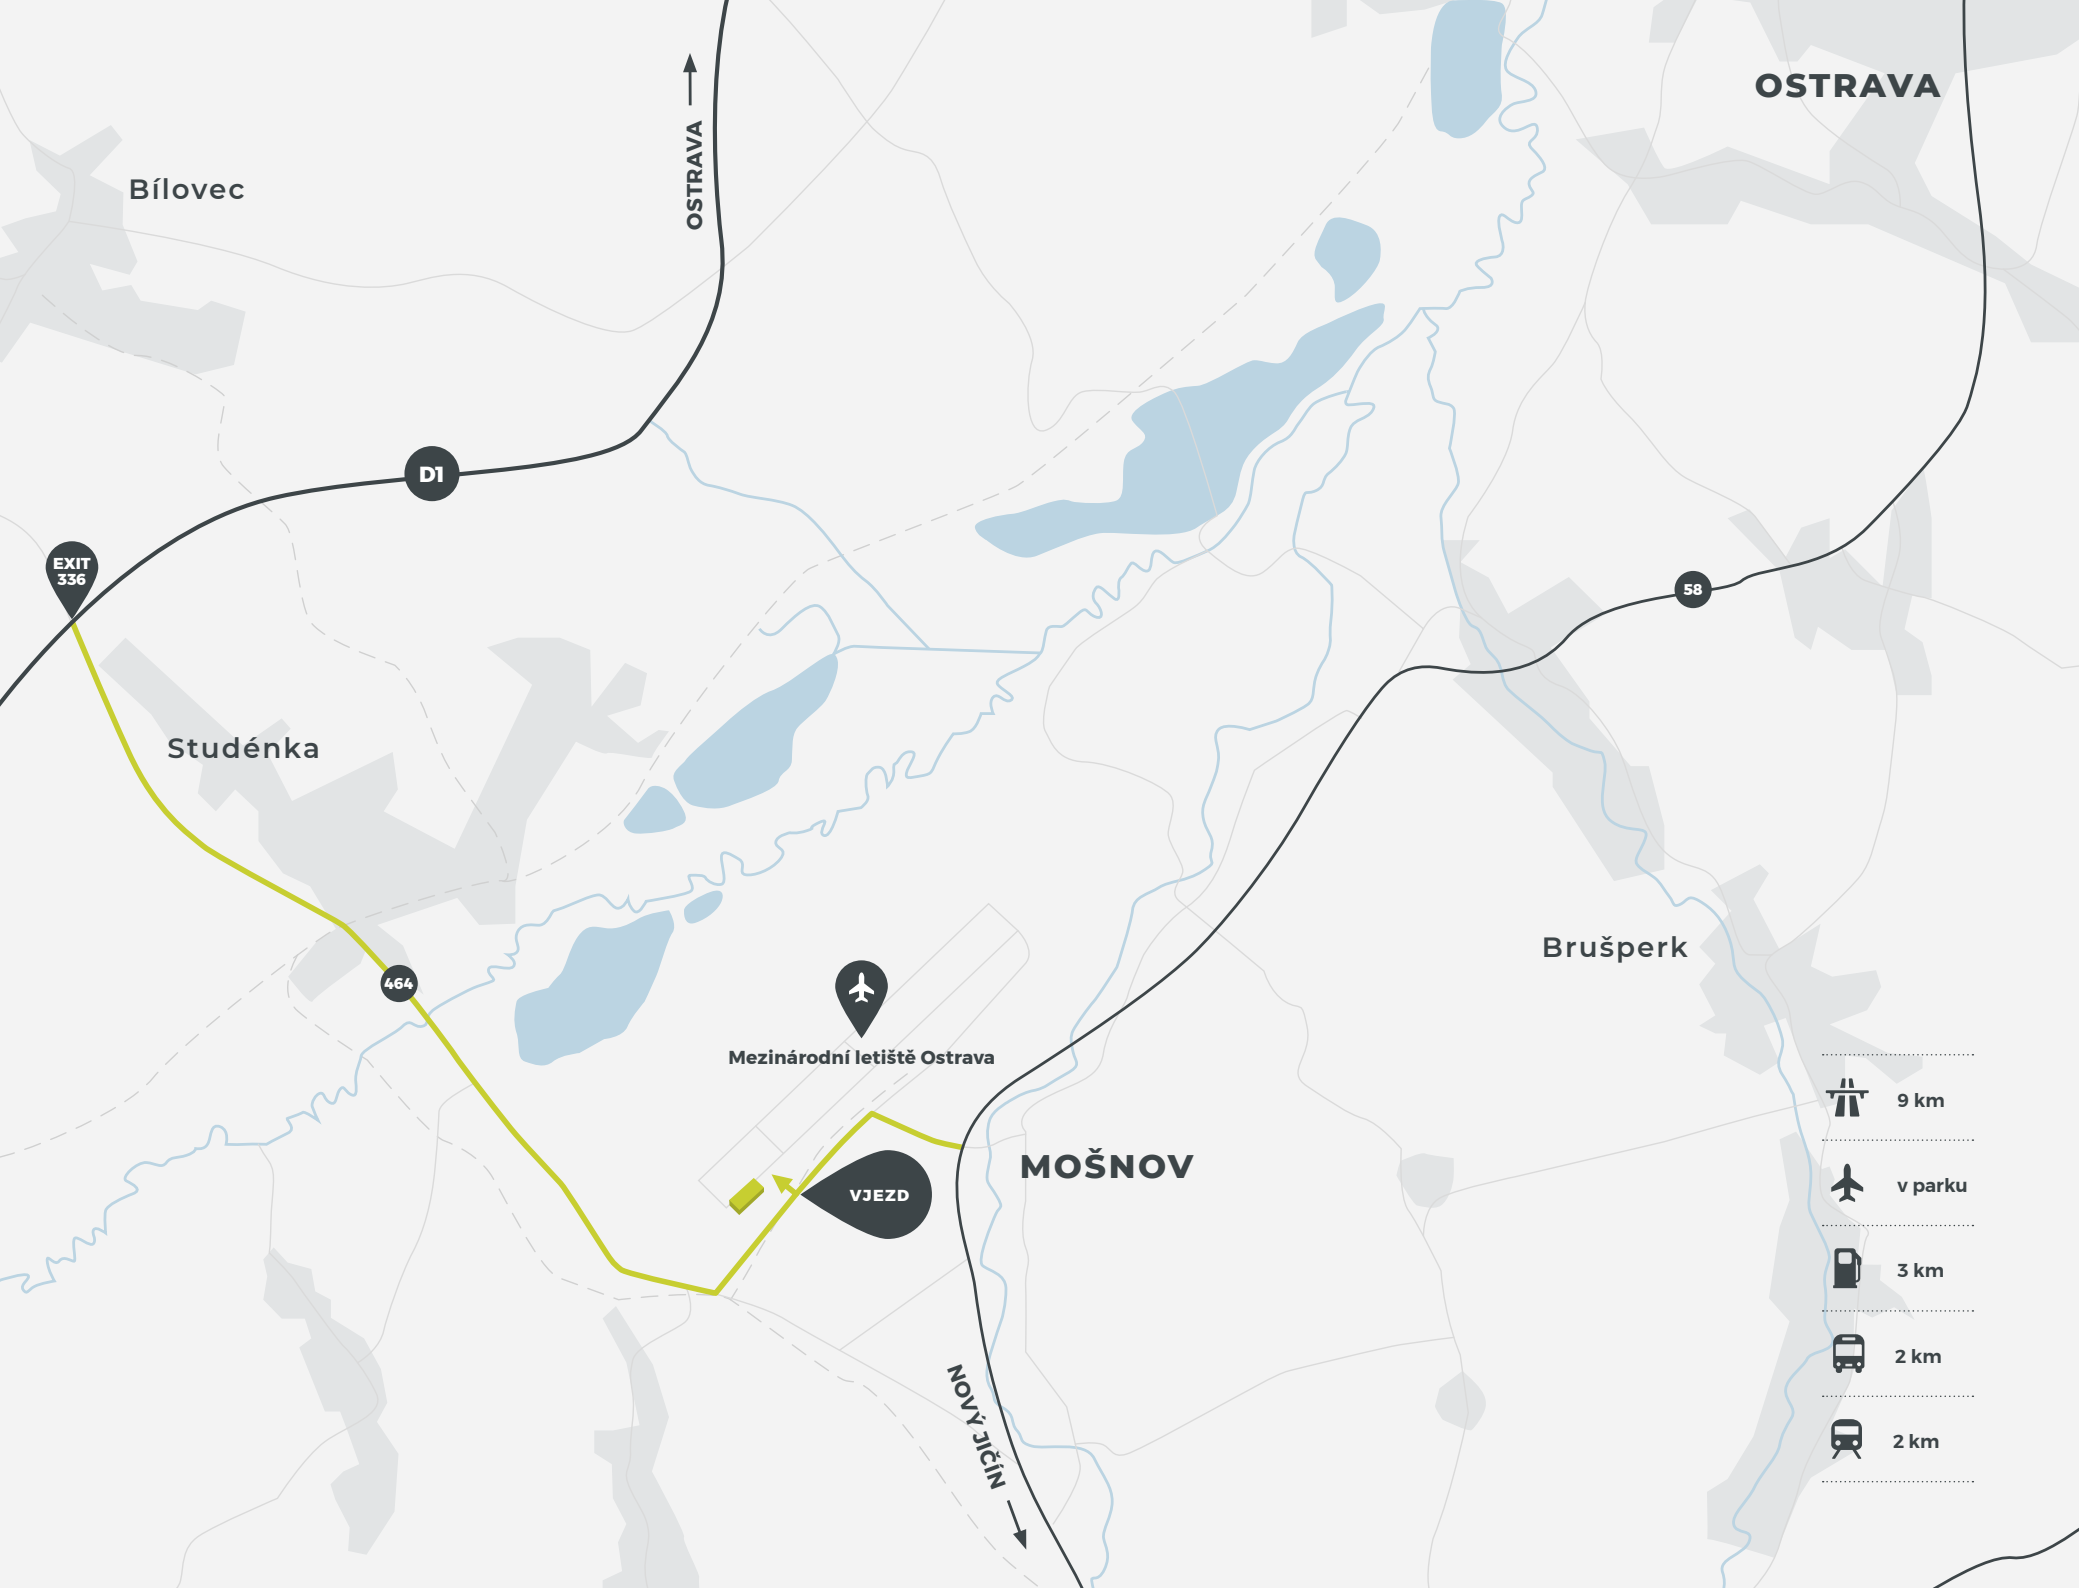 OSTRAVA
OSTRAVA
Bílovec
D1
EXIT
336
58
Studénka
Brušperk
464
Mezinárodní letiště Ostrava
MOŠNOV
VJEZD
NOVÝ JIČÍN
9 km
v parku
3 km
2 km
2 km